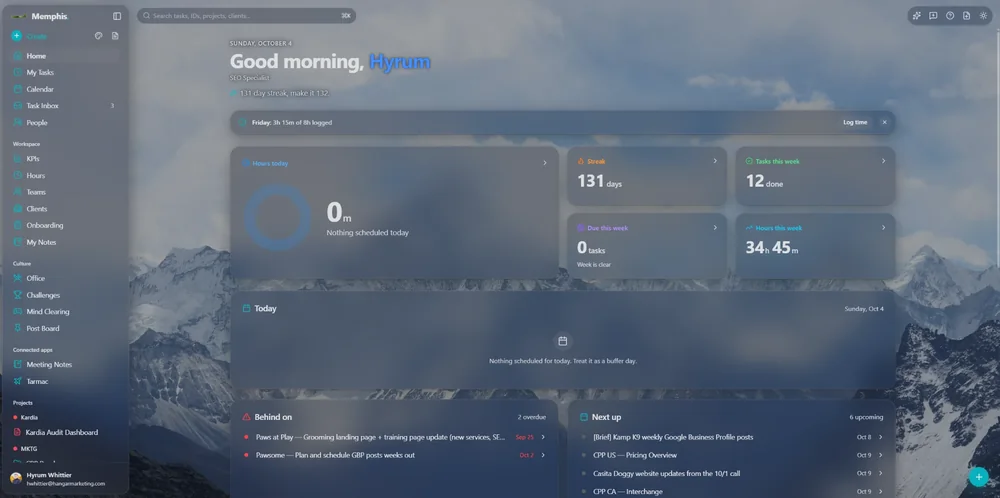 Memphis.
Search tasks, IDs, projects, clients...
⌘K
Create
Home
My Tasks
Calendar
Task Inbox
3
People
Workspace
KPIs
Hours
Teams
Clients
Onboarding
My Notes
Culture
Office
Challenges
Mind Clearing
Post Board
Connected apps
Meeting Notes
Tarmac
Projects
Kardia
Kardia Audit Dashboard
MKTG
Hyrum Whittier
hwhittier@hangarmarketing.com
SUNDAY, OCTOBER 4
Good morning, Hyrum
SEO Specialist
131 day streak, make it 132.
Friday: 3h 15m of 8h logged
Log time
Hours today
0m
Nothing scheduled today
Streak
131 days
Tasks this week
12 done
Due this week
0 tasks
Week is clear
Hours this week
34h 45m
Today
Sunday, Oct 4
Nothing scheduled for today. Treat it as a buffer day.
Behind on
2 overdue
Paws at Play — Grooming landing page + training page update (new services, SE...
Sep 25
Pawsome — Plan and schedule GBP posts weeks out
Oct 2
Next up
6 upcoming
[Brief] Kamp K9 weekly Google Business Profile posts
Oct 8
CPP US — Pricing Overview
Oct 9
Casita Doggy website updates from the 10/1 call
Oct 9
CPP CA — Interchange
Oct 9